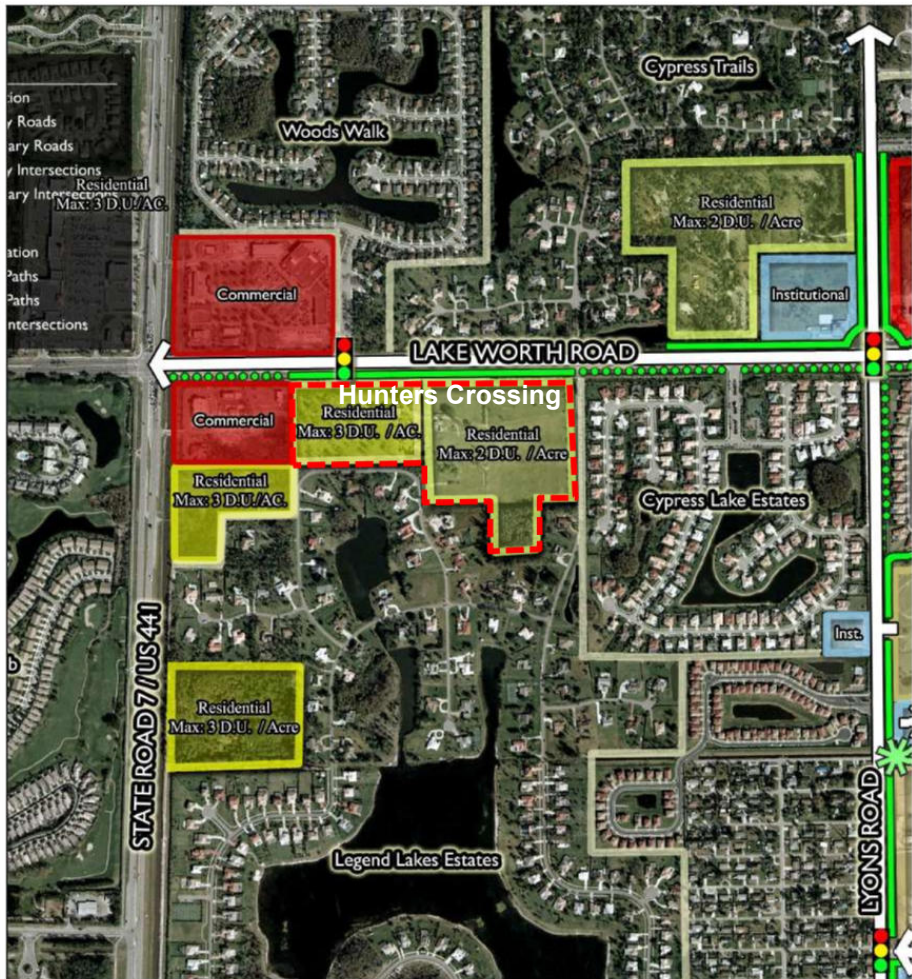 Cypress Trails
tion
y Roads
ary Roads
y Intersections
ary Intersections
Woods Walk
Residential
Max: 3 D.U./AC.
Residential
Max: 2 D.U. / Acre
ation
Paths
Paths
ntersections
Commercial
Institutional
LAKE WORTH ROAD
Hunters Crossing
Commercial
Residential
Max: 3 D.U. / AC.
Residential
Max: 2 D.U. / Acre
Residential
Max: 3 D.U./AC.
Cypress Lake Estates
Inst.
b
Residential
Max: 3 D.U. / Acre
STATE ROAD 7 / US 441
LYONS ROAD
Legend Lakes Estates